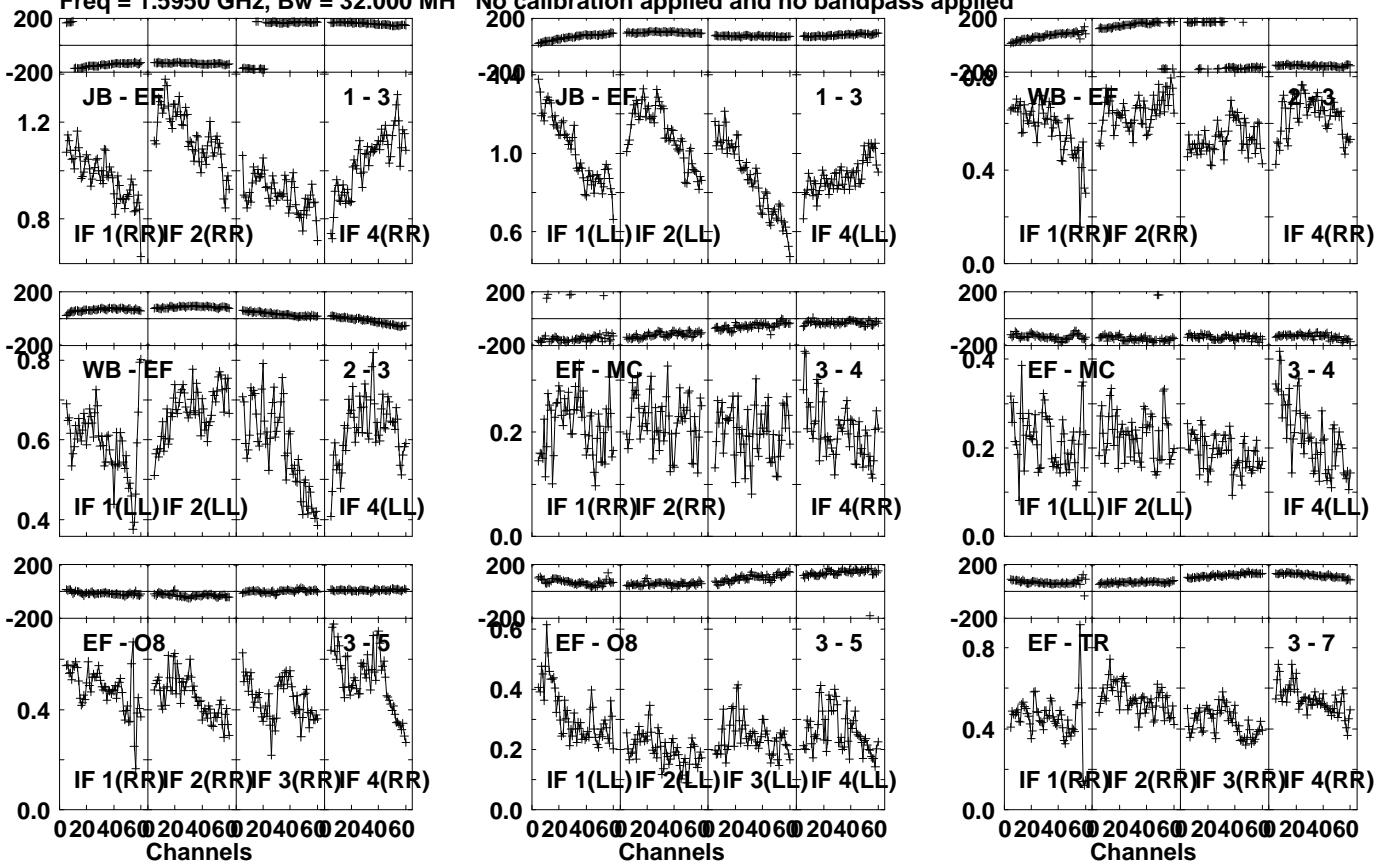 Freq = 1.5950 GHz, Bw = 32.000 MH No calibration applied and no bandpass applied
200 200 200
-200 -200 -200
1.4 0.8
JB - EF 1 - 3 JB - EF 1 - 3 WB - EF 2 - 3
1.2
1.0 0.4
0.8
0.6
IF 1(RR) IF 2(RR) IF 4(RR) IF 1(LL) IF 2(LL) IF 4(LL) IF 1(RR) IF 2(RR) IF 4(RR)
0.0
200 200 200
-200 -200 -200
0.8 0.4
WB - EF 2 - 3 EF - MC 3 - 4 EF - MC 3 - 4
0.6 0.2 0.2
IF 1(LL) IF 2(LL) IF 4(LL) IF 1(RR) IF 2(RR) IF 4(RR) IF 1(LL) IF 2(LL) IF 4(LL)
0.4 0.0 0.0
200 200 200
-200 -200 -200
0.6
EF - O8 3 - 5 EF - O8 3 - 5 EF - TR 3 - 7
0.8
0.4 0.4 0.4
0.2
IF 1(RR) IF 2(RR) IF 3(RR) IF 4(RR) IF 1(LL) IF 2(LL) IF 3(LL) IF 4(LL) IF 1(RR) IF 2(RR) IF 3(RR) IF 4(RR)
0.0 0.0 0.0
0 20 40 60 0 20 40 60 0 20 40 60 0 20 40 60 0 20 40 60 0 20 40 60 0 20 40 60 0 20 40 60 0 20 40 60 0 20 40 60 0 20 40 60 0 20 40 60
Channels Channels Channels